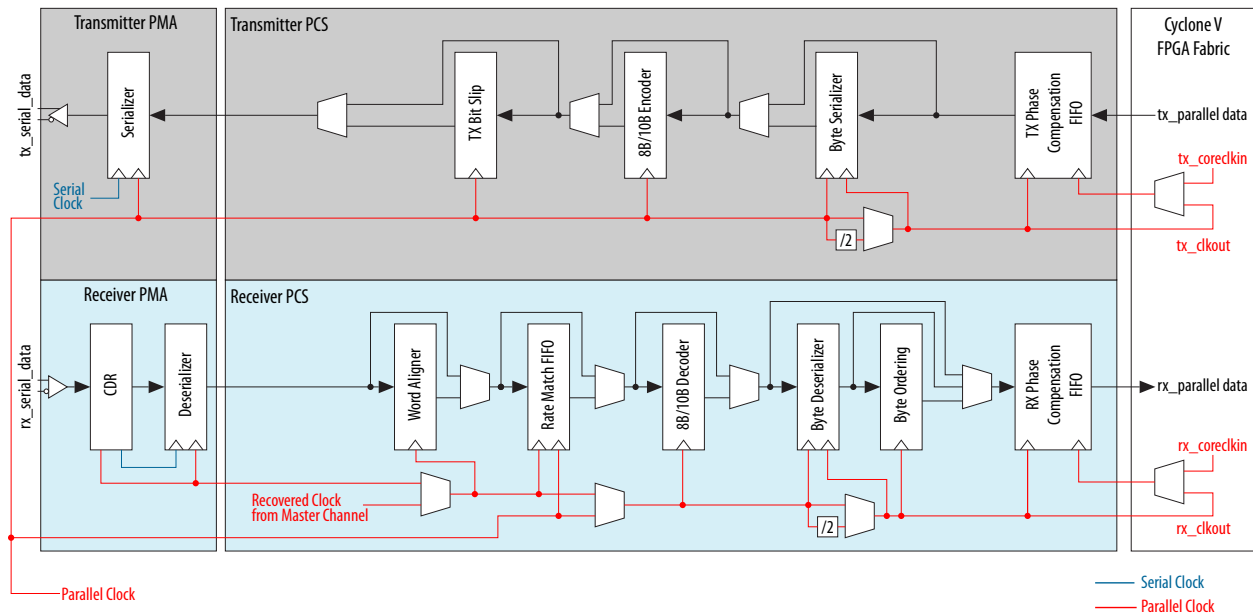 Transmitter PMA
Transmitter PCS
Cyclone V
FPGA Fabric
tx_serial_data
Serializer
TX Bit Slip
8B/10B Encoder
Byte Serializer
TX Phase
Compensation
FIFO
tx_parallel data
tx_coreclkin
Serial
Clock
/2
tx_clkout
Receiver PMA
Receiver PCS
rx_serial_data
CDR
Deserializer
Word Aligner
Rate Match FIFO
8B/10B Decoder
Byte Deserializer
Byte Ordering
RX Phase
Compensation
FIFO
rx_parallel data
rx_coreclkin
Recovered Clock
from Master Channel
/2
rx_clkout
Parallel Clock
Serial Clock
Parallel Clock